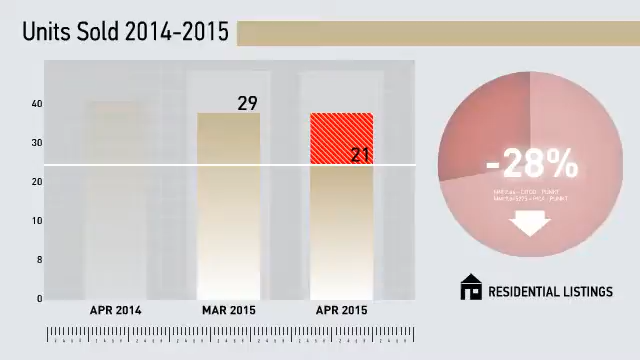 Units Sold 2014-2015
40
30
20
10
8
0
29
21
APR 2014
MAR 2015
APR 2015
-28%
RESIDENTIAL LISTINGS